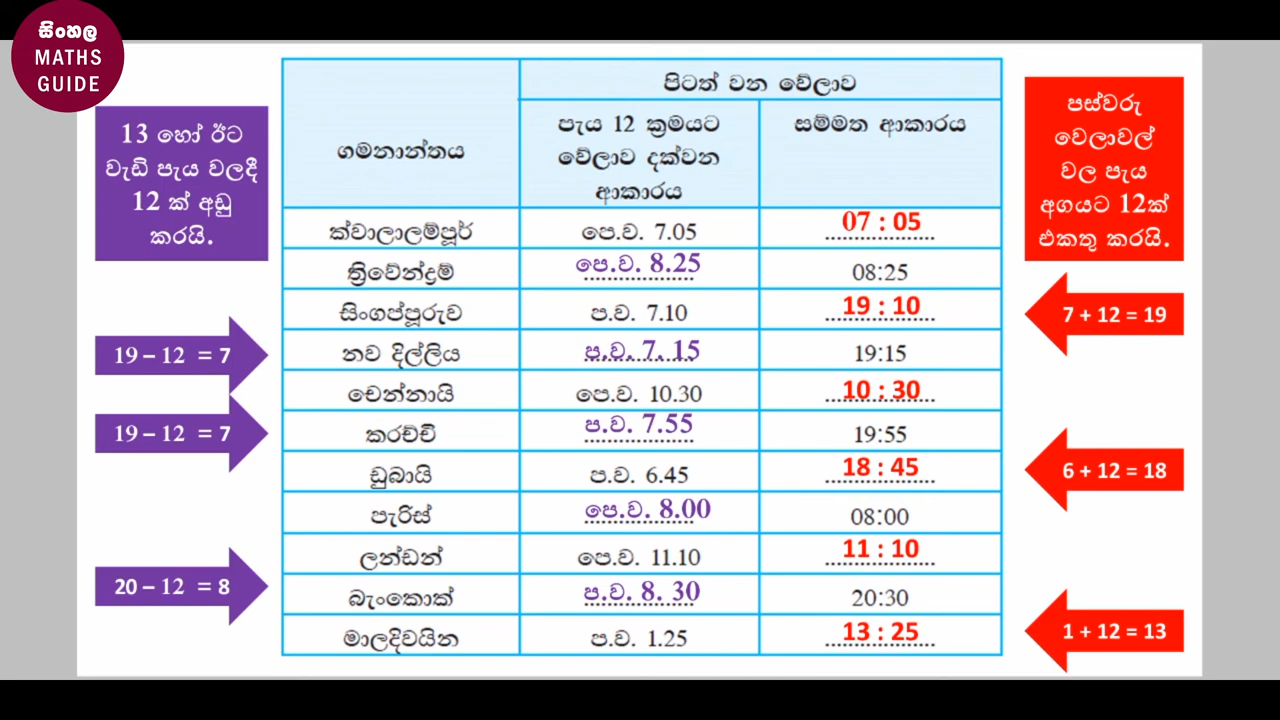 සිංහල
MATHS
GUIDE
13 හෝ ඊට
වැඩි පැය වලදී
12 ක් අඩු
කරයි.
ගමනාන්තය
පිටත් වන වේලාව
පැය 12 ක්‍රමයට
වේලාව දක්වන
ආකාරය
සම්මත ආකාරය
පස්වරු
වෙලාවල්
වල පැය
අගයට 12ක්
එකතු කරයි.
ක්වාලාලම්පූර් පෙ.ව. 7.05 07 : 05
ත්‍රිවේන්ද්‍රම් පෙ.ව. 8.25 08:25
සිංගප්පූරුව ප.ව. 7.10 19 : 10 7 + 12 = 19
19 – 12 = 7 නව දිල්ලිය ප.ව. 7. 15 19:15
චෙන්නායි පෙ.ව. 10.30 10 : 30
19 – 12 = 7 කරච්චි ප.ව. 7.55 19:55
ඩුබායි ප.ව. 6.45 18 : 45 6 + 12 = 18
පැරිස් පෙ.ව. 8.00 08:00
ලන්ඩන් පෙ.ව. 11.10 11 : 10
20 – 12 = 8 බැංකොක් ප.ව. 8. 30 20:30
මාලදිවයින ප.ව. 1.25 13 : 25 1 + 12 = 13